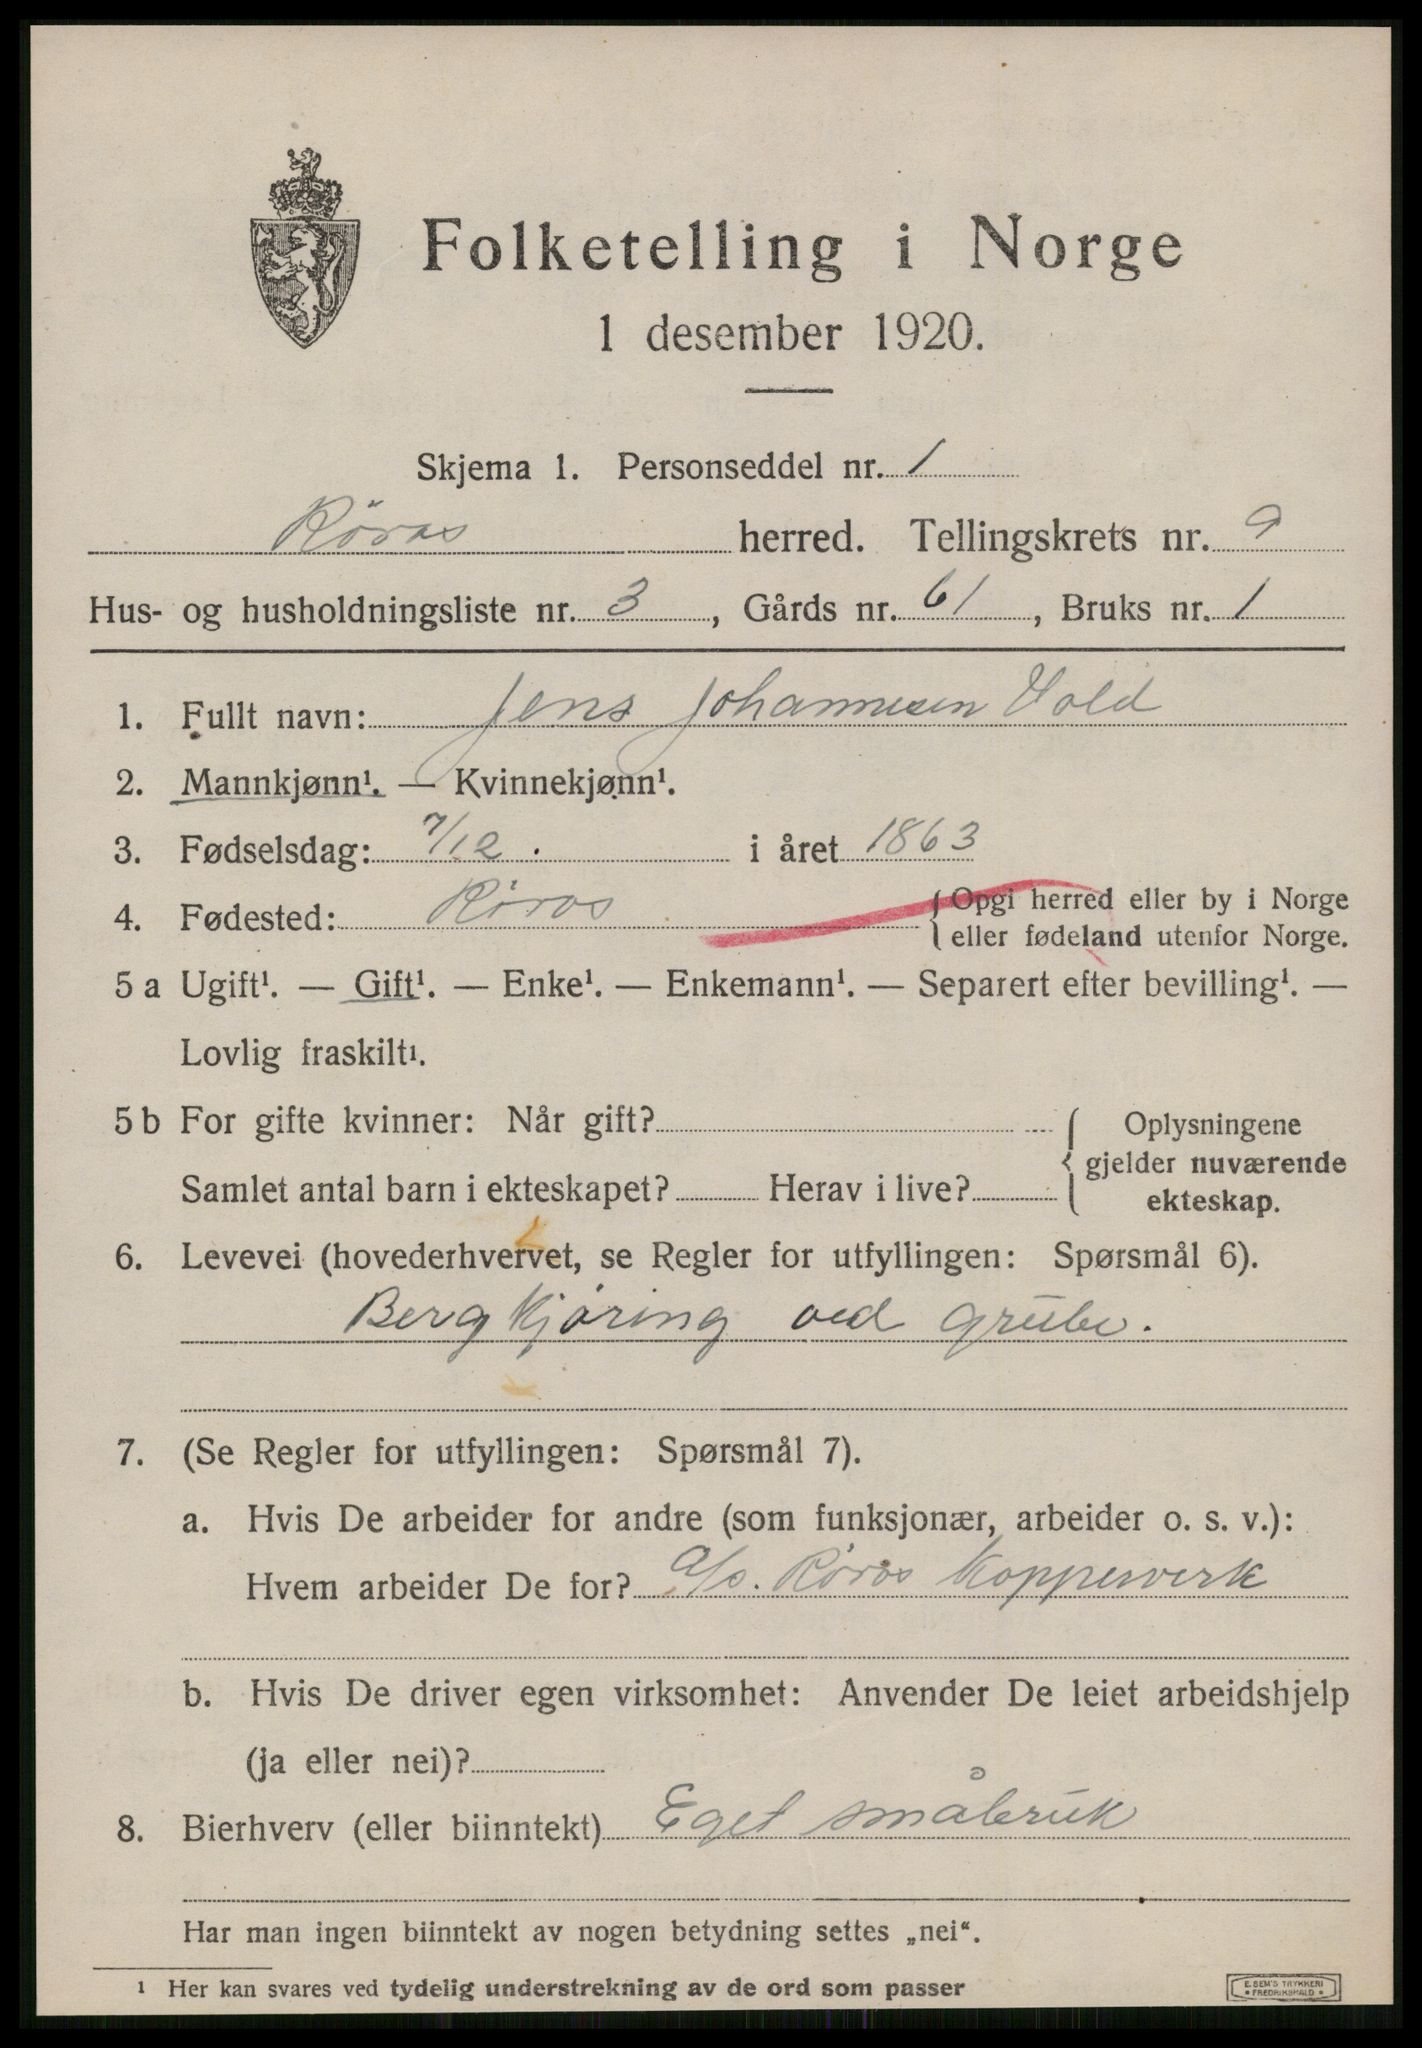 Folketelling i Norge
1 desember 1920.
Skjema 1. Personseddel nr. 1
Røros herred. Tellingskrets nr. 9
Hus- og husholdningsliste nr. 3, Gårds nr. 61, Bruks nr. 1
1. Fullt navn: Jens Johannesen Vold
2. Mannkjønn¹. — Kvinnekjønn¹.
3. Fødselsdag: 7/12. i året 1863
4. Fødested: Røros { Opgi herred eller by i Norge
eller fødeland utenfor Norge.
5 a Ugift¹. — Gift¹. — Enke¹. — Enkemann¹. — Separert efter bevilling¹. —
Lovlig fraskilt¹.
5 b For gifte kvinner: Når gift? { Oplysningene
gjelder nuværende
Samlet antal barn i ekteskapet? Herav i live?
ekteskap.
6. Levevei (hovederhvervet, se Regler for utfyllingen: Spørsmål 6).
Bergkjøring ved grube.
7. (Se Regler for utfyllingen: Spørsmål 7).
a. Hvis De arbeider for andre (som funksjonær, arbeider o. s. v.):
Hvem arbeider De for? A/s. Røros Kopperverk
b. Hvis De driver egen virksomhet: Anvender De leiet arbeidshjelp
(ja eller nei)?
8. Bierhverv (eller biinntekt) Eget småbruk
Har man ingen biinntekt av nogen betydning settes „nei“.
¹ Her kan svares ved tydelig understrekning av de ord som passer
E. SEM'S TRYKKERI
• FREDRIKSHALD •